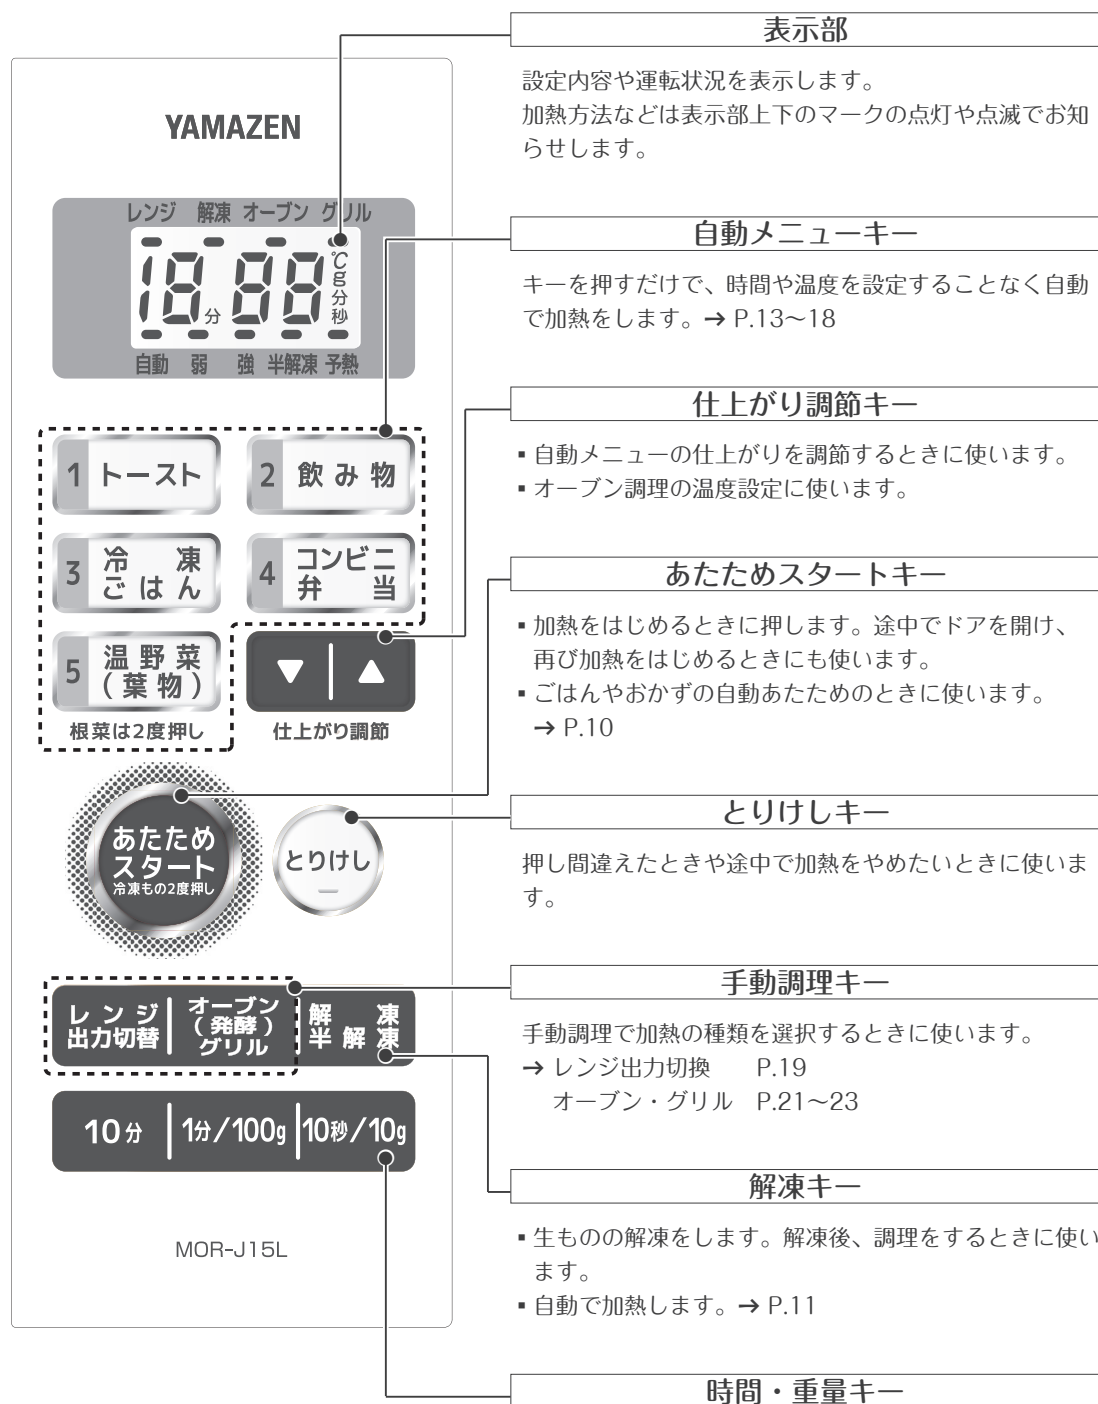 表示部
設定内容や運転状況を表示します。
加熱方法などは表示部上下のマークの点灯や点滅でお知
らせします。
YAMAZEN
レンジ 解凍 オーブン グリル
18分88 ℃g分秒
自動 弱 強 半解凍 予熱
自動メニューキー
キーを押すだけで、時間や温度を設定することなく自動
で加熱をします。→ P.13〜18
仕上がり調節キー
▪ 自動メニューの仕上がりを調節するときに使います。
▪ オーブン調理の温度設定に使います。
1 トースト
2 飲み物
3 冷凍
ごはん
4 コンビニ
弁当
5 温野菜
(葉物)
根菜は2度押し
▼ | ▲
仕上がり調節
あたためスタートキー
▪ 加熱をはじめるときに押します。途中でドアを開け、
再び加熱をはじめるときにも使います。
▪ ごはんやおかずの自動あたためのときに使います。
→ P.10
あたため
スタート
冷凍もの2度押し
とりけし
とりけしキー
押し間違えたときや途中で加熱をやめたいときに使いま
す。
手動調理キー
手動調理で加熱の種類を選択するときに使います。
→ レンジ出力切換 P.19
オーブン・グリル P.21〜23
レンジ
出力切替
オーブン
(発酵)
グリル
解凍
半解凍
10分
1分/100g
10秒/10g
MOR-J15L
解凍キー
▪ 生ものの解凍をします。解凍後、調理をするときに使い
ます。
▪ 自動で加熱します。→ P.11
時間・重量キー